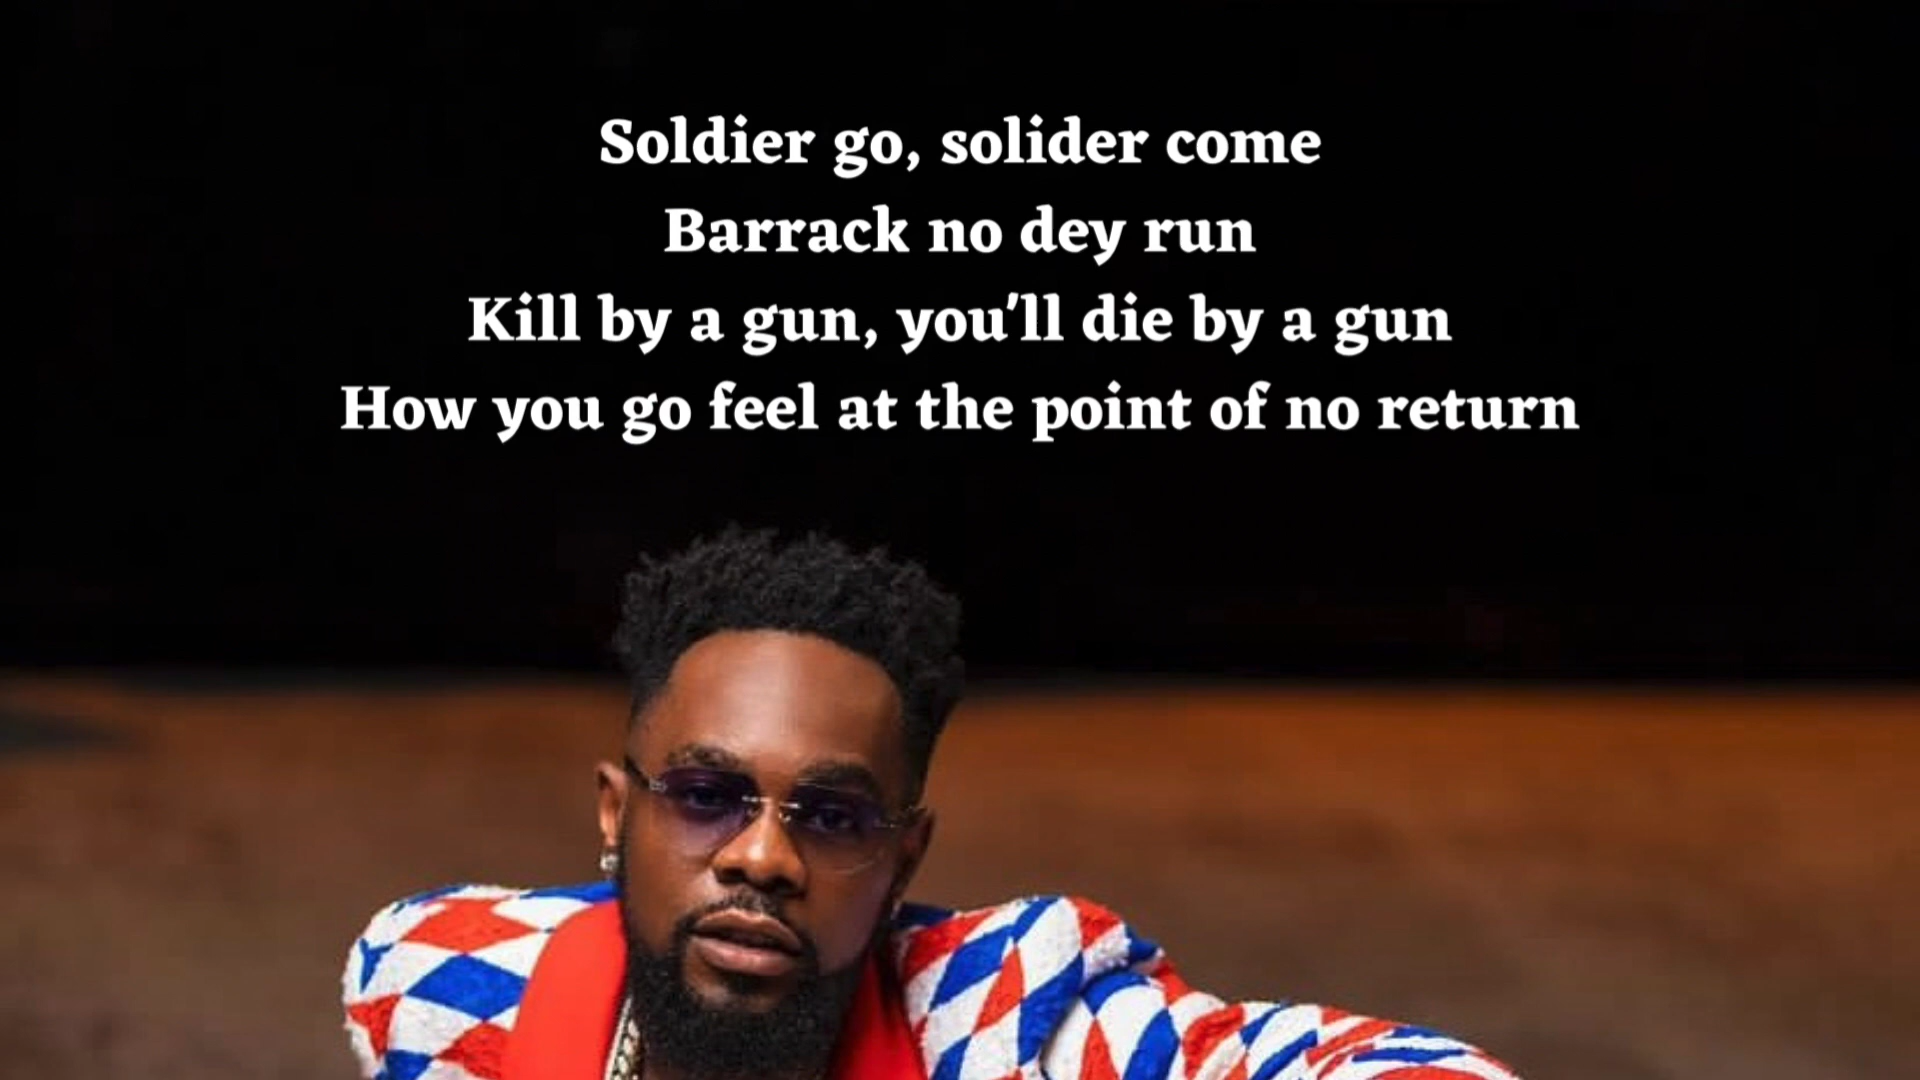 Soldier go, solider come
Barrack no dey run
Kill by a gun, you'll die by a gun
How you go feel at the point of no return